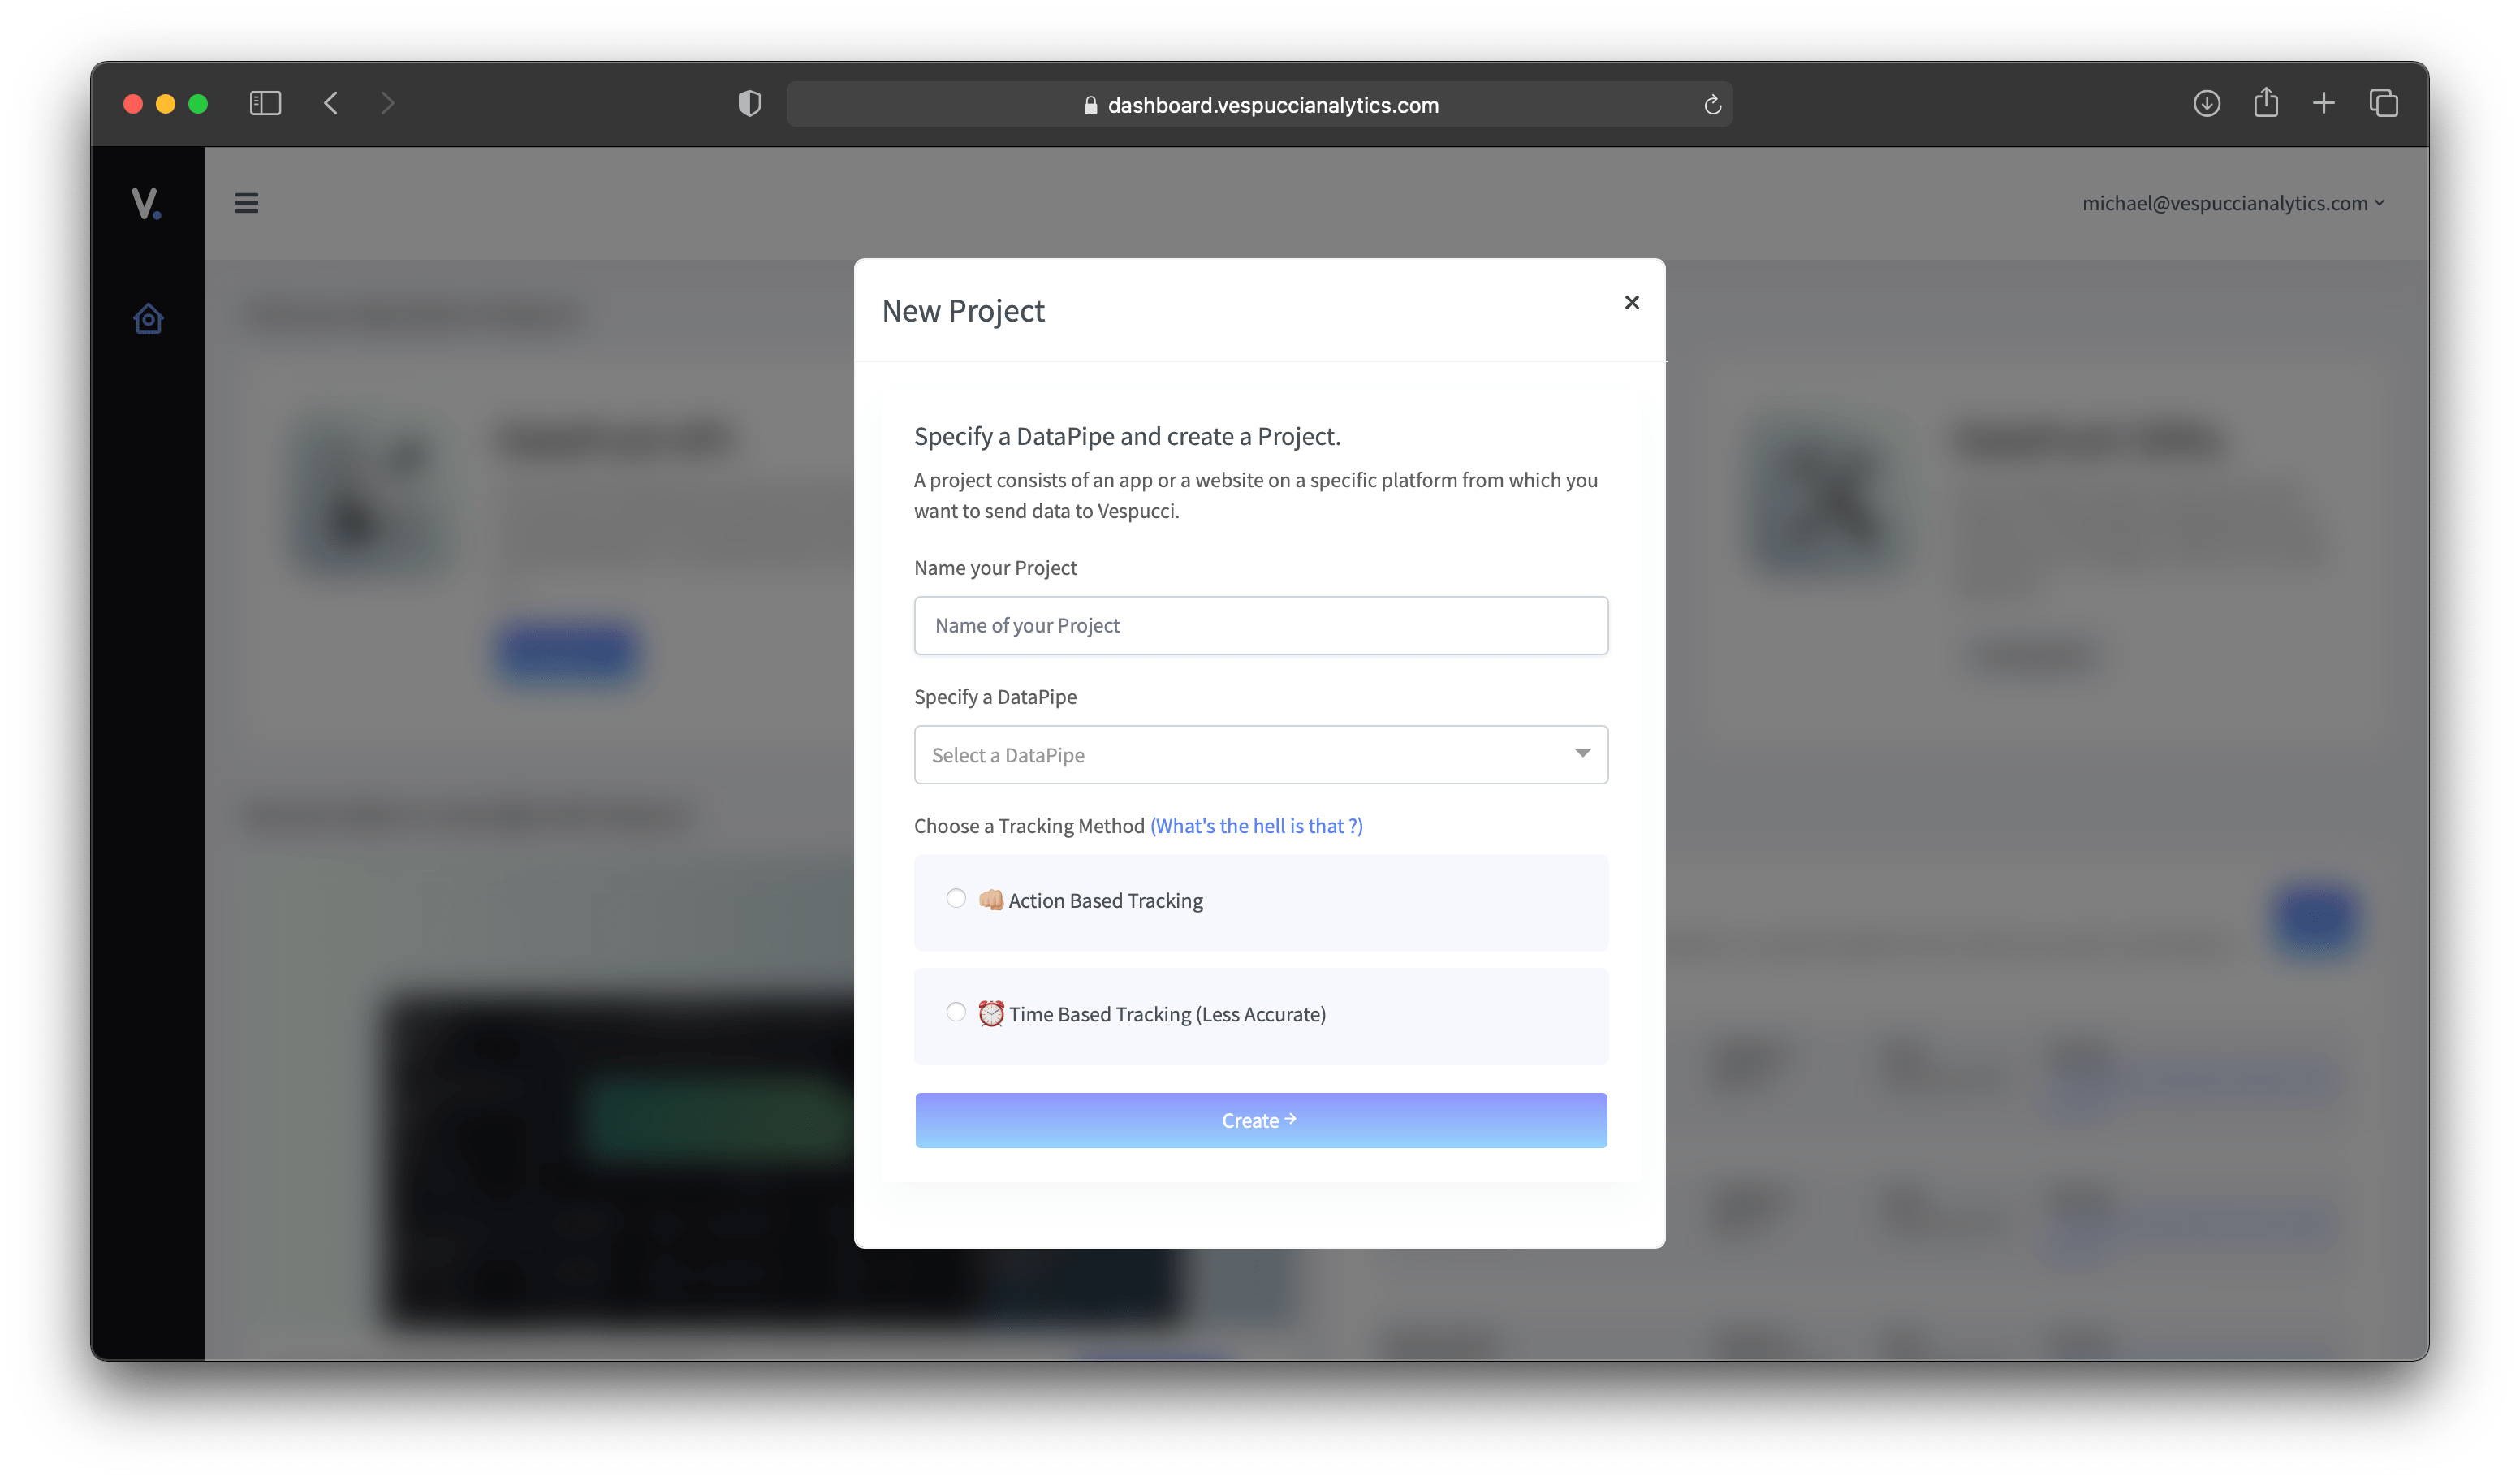 dashboard.vespuccianalytics.com
V.
michael@vespuccianalytics.com
New Project
Specify a DataPipe and create a Project.
A project consists of an app or a website on a specific platform from which you
want to send data to Vespucci.
Name your Project
Name of your Project
Specify a DataPipe
Select a DataPipe
Choose a Tracking Method (What's the hell is that ?)
👊🏼 Action Based Tracking
⏰ Time Based Tracking (Less Accurate)
Create →